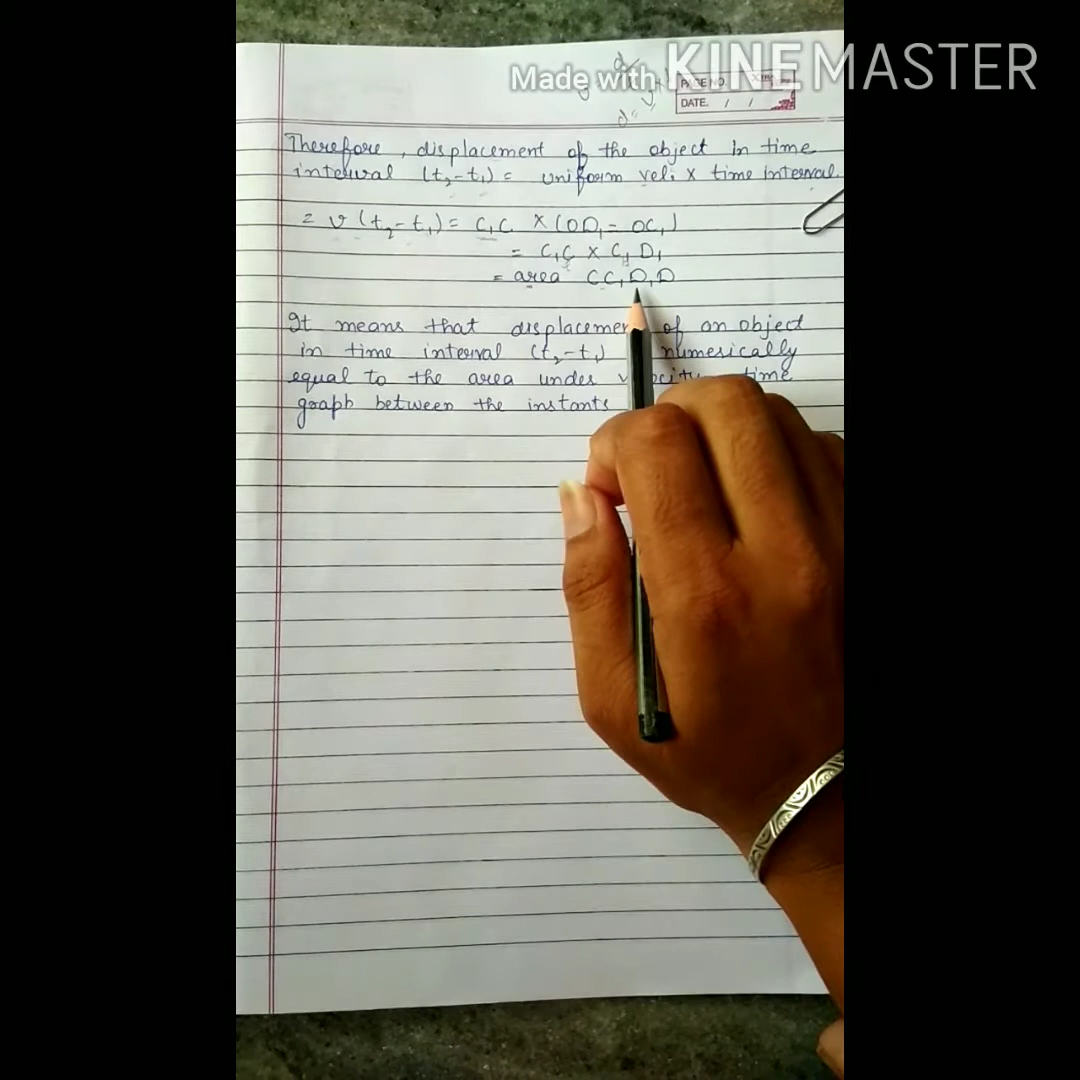 Made with KINEMASTER
PAGE NO.
DATE. / /
Therefore, displacement of the object in time
interval (t₂-t₁) = uniform vel. x time interval.
= v (t₂-t₁) = C₁C x (OD₁ - OC₁)
= C₁C x C₁D₁
= area CC₁D₁D
It means that displacemen of an object
in time interval (t₂-t₁) numerically
equal to the area under time
graph between the instants